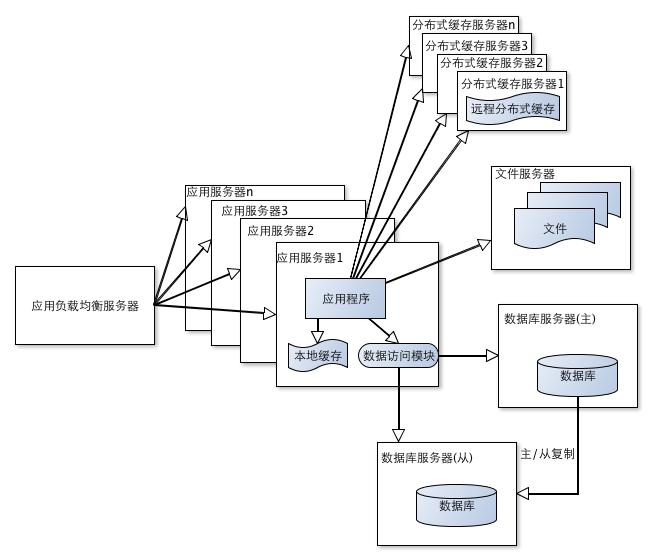 分布式缓存服务器n
分布式缓存服务器3
分布式缓存服务器2
分布式缓存服务器1
远程分布式缓存
文件服务器
文件
应用服务器n
应用服务器3
应用服务器2
应用服务器1
应用负载均衡服务器
应用程序
本地缓存
数据访问模块
数据库服务器(主)
数据库
主/从复制
数据库服务器(从)
数据库